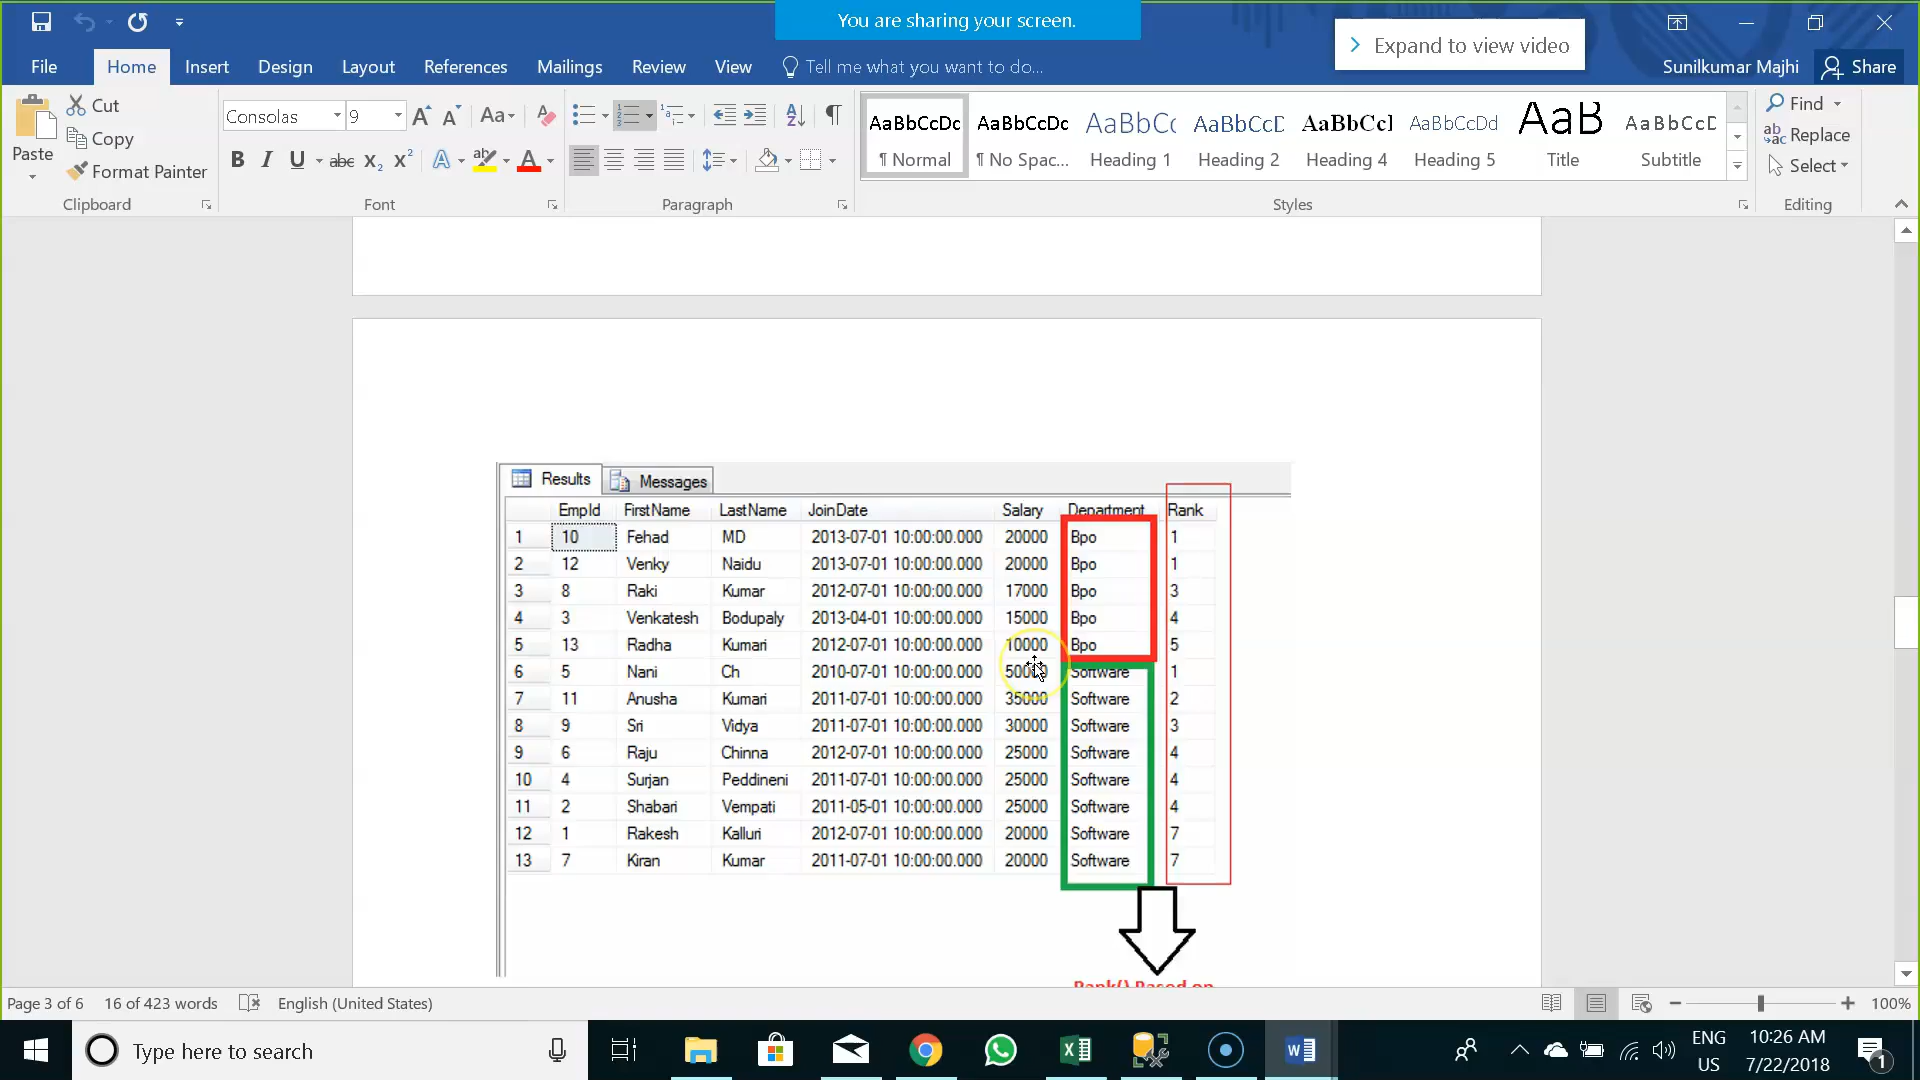 You are sharing your screen.
Expand to view video
File Home Insert Design Layout References Mailings Review View Tell me what you want to do... Sunilkumar Majhi Share
Paste Cut Copy Format Painter
Consolas 9 Aa
B I U abc X₂ X² A ab A
AaBbCcDc AaBbCcDc AaBbCc AaBbCcD AaBbCcI AaBbCcDd AaB AaBbCcD
¶ Normal ¶ No Spac... Heading 1 Heading 2 Heading 4 Heading 5 Title Subtitle
Find
Replace
Select
Clipboard Font Paragraph Styles Editing
Results Messages
EmpId FirstName LastName JoinDate Salary Department Rank
1 10 Fehad MD 2013-07-01 10:00:00.000 20000 Bpo 1
2 12 Venky Naidu 2013-07-01 10:00:00.000 20000 Bpo 1
3 8 Raki Kumar 2012-07-01 10:00:00.000 17000 Bpo 3
4 3 Venkatesh Bodupaly 2013-04-01 10:00:00.000 15000 Bpo 4
5 13 Radha Kumari 2012-07-01 10:00:00.000 10000 Bpo 5
6 5 Nani Ch 2010-07-01 10:00:00.000 50000 Software 1
7 11 Anusha Kumari 2011-07-01 10:00:00.000 35000 Software 2
8 9 Sri Vidya 2011-07-01 10:00:00.000 30000 Software 3
9 6 Raju Chinna 2012-07-01 10:00:00.000 25000 Software 4
10 4 Surjan Peddineni 2011-07-01 10:00:00.000 25000 Software 4
11 2 Shabari Vempati 2011-05-01 10:00:00.000 25000 Software 4
12 1 Rakesh Kalluri 2012-07-01 10:00:00.000 20000 Software 7
13 7 Kiran Kumar 2011-07-01 10:00:00.000 20000 Software 7
Rank() Based on
Page 3 of 6 16 of 423 words English (United States) 100%
Type here to search
ENG
US
10:26 AM
7/22/2018
1